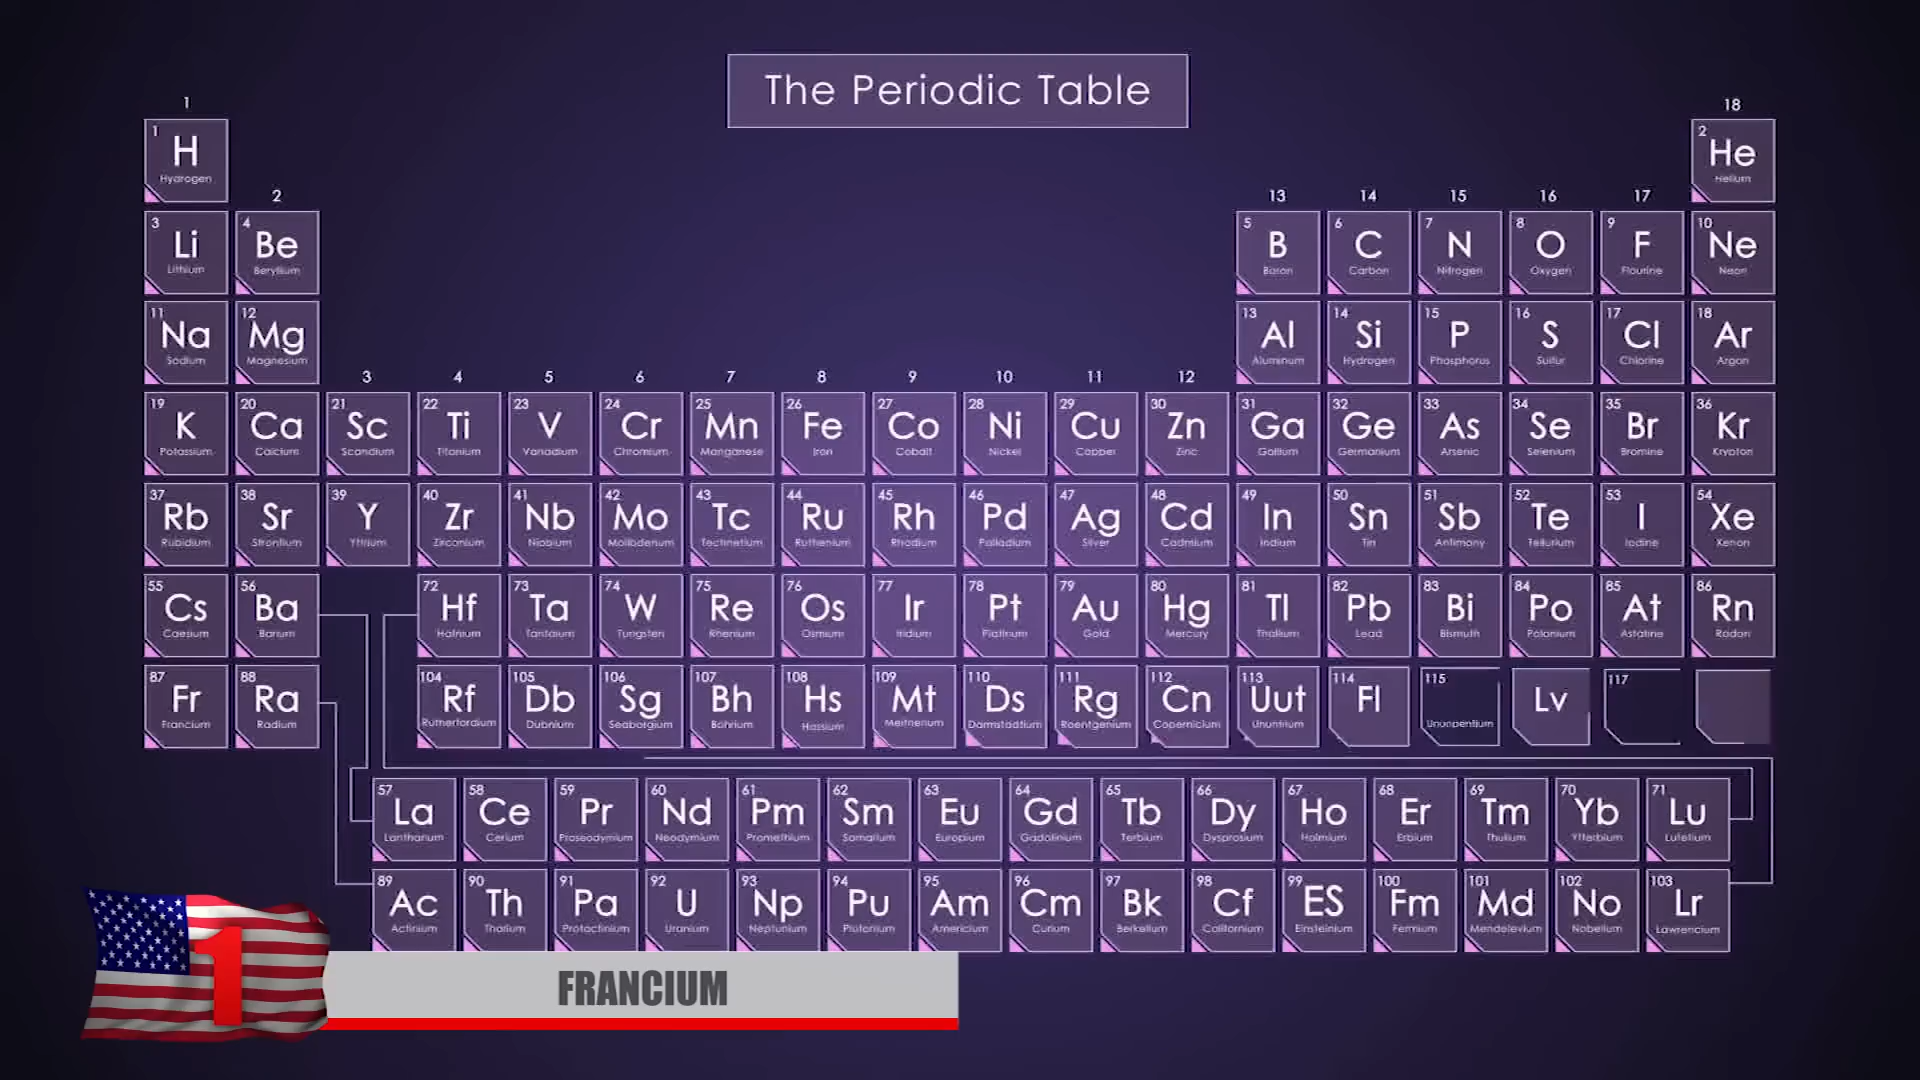 The Periodic Table
1
18
1 H Hydrogen
2 He Helium
2
13 14 15 16 17
3 Li Lithium
4 Be Beryllium
5 B Boron
6 C Carbon
7 N Nitrogen
8 O Oxygen
9 F Flourine
10 Ne Neon
11 Na Sodium
12 Mg Magnesium
13 Al Aluminum
14 Si Hydrogen
15 P Phosphorus
16 S Sulfur
17 Cl Chlorine
18 Ar Argon
3 4 5 6 7 8 9 10 11 12
19 K Potassium
20 Ca Calcium
21 Sc Scandium
22 Ti Titanium
23 V Vanadium
24 Cr Chromium
25 Mn Manganese
26 Fe Iron
27 Co Cobalt
28 Ni Nickel
29 Cu Copper
30 Zn Zinc
31 Ga Gallium
32 Ge Germanium
33 As Arsenic
34 Se Selenium
35 Br Bromine
36 Kr Krypton
37 Rb Rubidium
38 Sr Strontium
39 Y Yttrium
40 Zr Zirconium
41 Nb Niobium
42 Mo Molibdenum
43 Tc Tectinetium
44 Ru Ruthenium
45 Rh Rhodium
46 Pd Palladium
47 Ag Silver
48 Cd Cadmium
49 In Indium
50 Sn Tin
51 Sb Antimony
52 Te Tellurium
53 I Iodine
54 Xe Xenon
55 Cs Caesium
56 Ba Barium
72 Hf Hafnium
73 Ta Tantalum
74 W Tungsten
75 Re Rhenium
76 Os Osmium
77 Ir Iridium
78 Pt Platinum
79 Au Gold
80 Hg Mercury
81 Tl Thallium
82 Pb Lead
83 Bi Bismuth
84 Po Polonium
85 At Astatine
86 Rn Radon
87 Fr Francium
88 Ra Radium
104 Rf Rutherfordium
105 Db Dubnium
106 Sg Seaborgium
107 Bh Bohrium
108 Hs Hassium
109 Mt Meitnerium
110 Ds Darmstadtium
111 Rg Roentgenium
112 Cn Copernicium
113 Uut Ununtrium
114 Fl
115 Ununpentium
Lv
117
57 La Lanthanum
58 Ce Cerium
59 Pr Praseodymium
60 Nd Neodymium
61 Pm Promethium
62 Sm Samarium
63 Eu Europium
64 Gd Gadolinium
65 Tb Terbium
66 Dy Dysprosium
67 Ho Holmium
68 Er Erbium
69 Tm Thulium
70 Yb Ytterbium
71 Lu Lutetium
89 Ac Actinium
90 Th Thorium
91 Pa Protactinium
92 U Uranium
93 Np Neptunium
94 Pu Plutonium
95 Am Americium
96 Cm Curium
97 Bk Berkelium
98 Cf Californium
99 ES Einsteinium
100 Fm Fermium
101 Md Mendelevium
102 No Nobelium
103 Lr Lawrencium
1
FRANCIUM